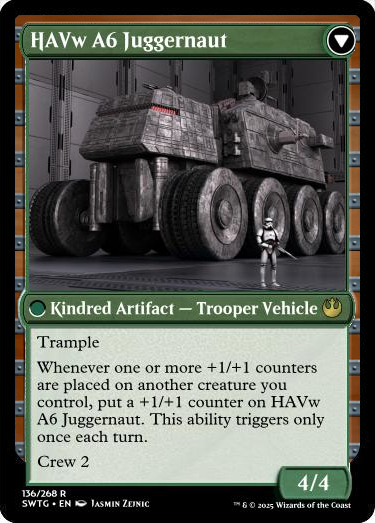 HAVw A6 Juggernaut
Kindred Artifact — Trooper Vehicle
Trample
Whenever one or more +1/+1 counters
are placed on another creature you
control, put a +1/+1 counter on HAVw
A6 Juggernaut. This ability triggers only
once each turn.
Crew 2
4/4
136/268 R
SWTG • EN Jasmin Zejnic
™ & © 2025 Wizards of the Coast